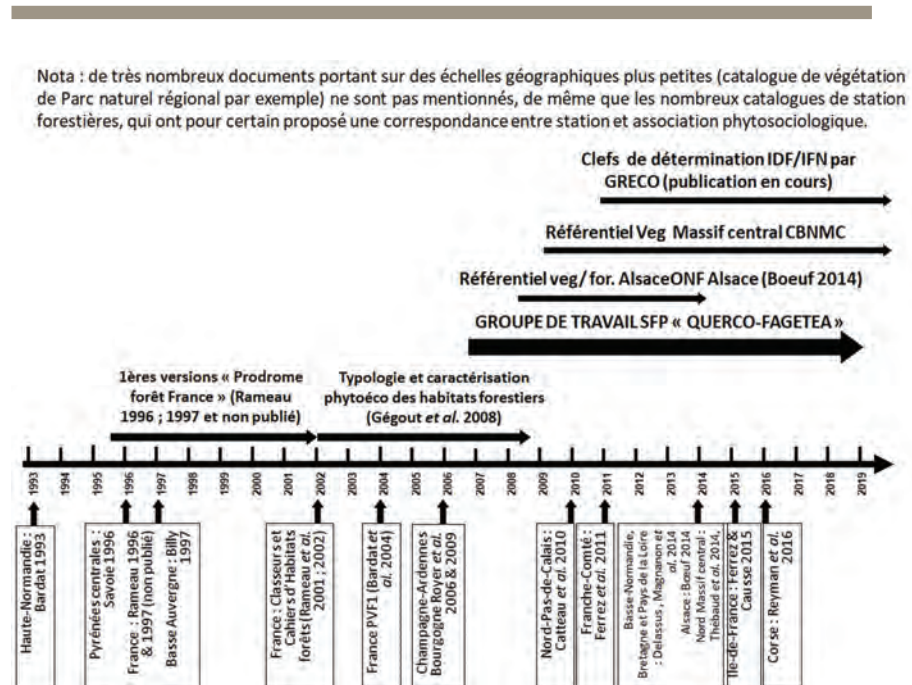 Nota : de très nombreux documents portant sur des échelles géographiques plus petites (catalogue de végétation
de Parc naturel régional par exemple) ne sont pas mentionnés, de même que les nombreux catalogues de station
forestières, qui ont pour certain proposé une correspondance entre station et association phytosociologique.
Clefs de détermination IDF/IFN par
GRECO (publication en cours)
Référentiel Veg Massif central CBNMC
Référentiel veg/ for. AlsaceONF Alsace (Boeuf 2014)
GROUPE DE TRAVAIL SFP « QUERCO-FAGETEA »
1ères versions « Prodrome
forêt France » (Rameau
1996 ; 1997 et non publié)
Typologie et caractérisation
phytoéco des habitats forestiers
(Gégout et al. 2008)
1993
1994
1995
1996
1997
1998
1999
2000
2001
2002
2003
2004
2005
2006
2007
2008
2009
2010
2011
2012
2013
2014
2015
2016
2017
2018
2019
Haute-Normandie :
Bardat 1993
Pyrénées centrales :
Savoie 1996
France : Rameau 1996
& 1997 (non publié)
Basse Auvergne : Billy
1997
France : Classeur et
Cahiers d'Habitats
forêts (Rameau et al.
2001 ; 2002)
France PVF1 (Bardat et
al. 2004)
Champagne-Ardennes
Bourgogne Royer et al.
2006 & 2009
Nord-Pas-de-Calais :
Catteau et al. 2010
Franche-Comté :
Ferrez et al. 2011
Basse-Normandie,
Bretagne et Pays de la Loire
: Delassus, Magnanon et
al. 2014
Alsace : Bœuf 2014
Nord Massif central :
Thébaud et al. 2014,
Île-de-France : Ferrez &
Causse 2015
Corse : Reyman et al.
2016